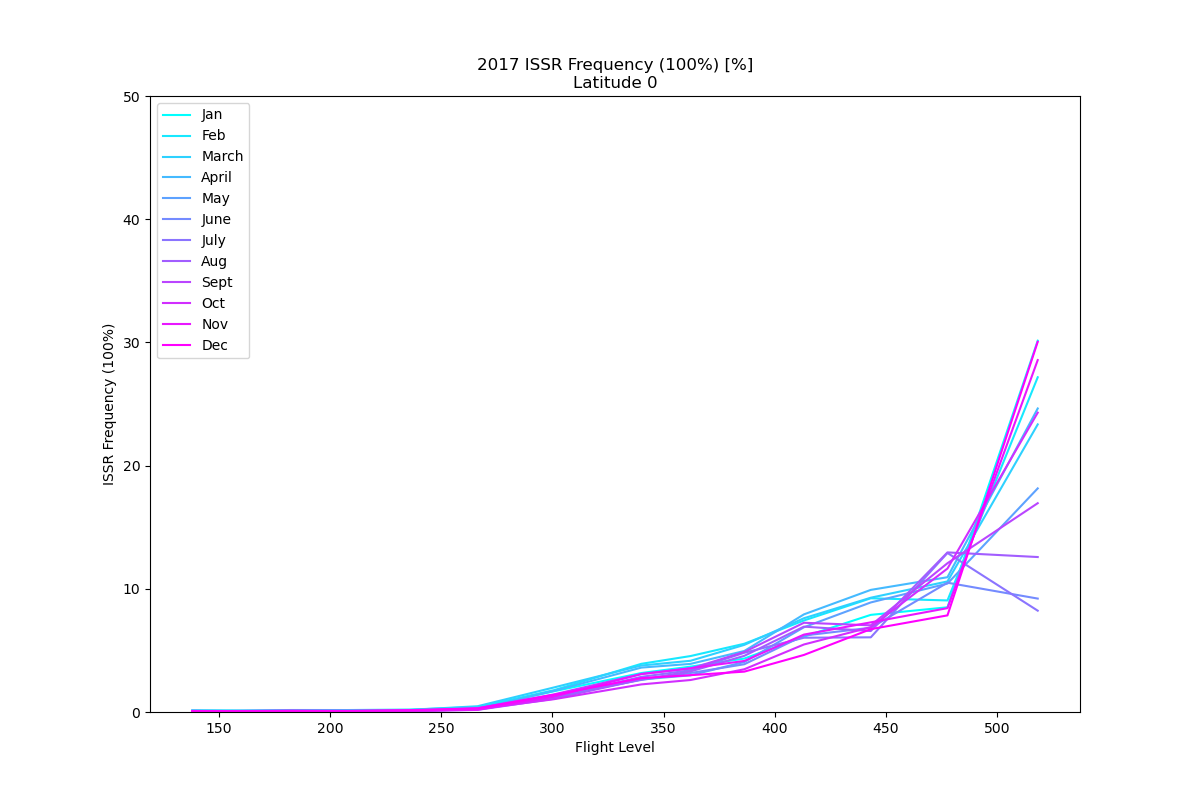 2017 ISSR Frequency (100%) [%]
Latitude 0
50
40
30
20
10
0
ISSR Frequency (100%)
Jan
Feb
March
April
May
June
July
Aug
Sept
Oct
Nov
Dec
150
200
250
300
350
400
450
500
Flight Level